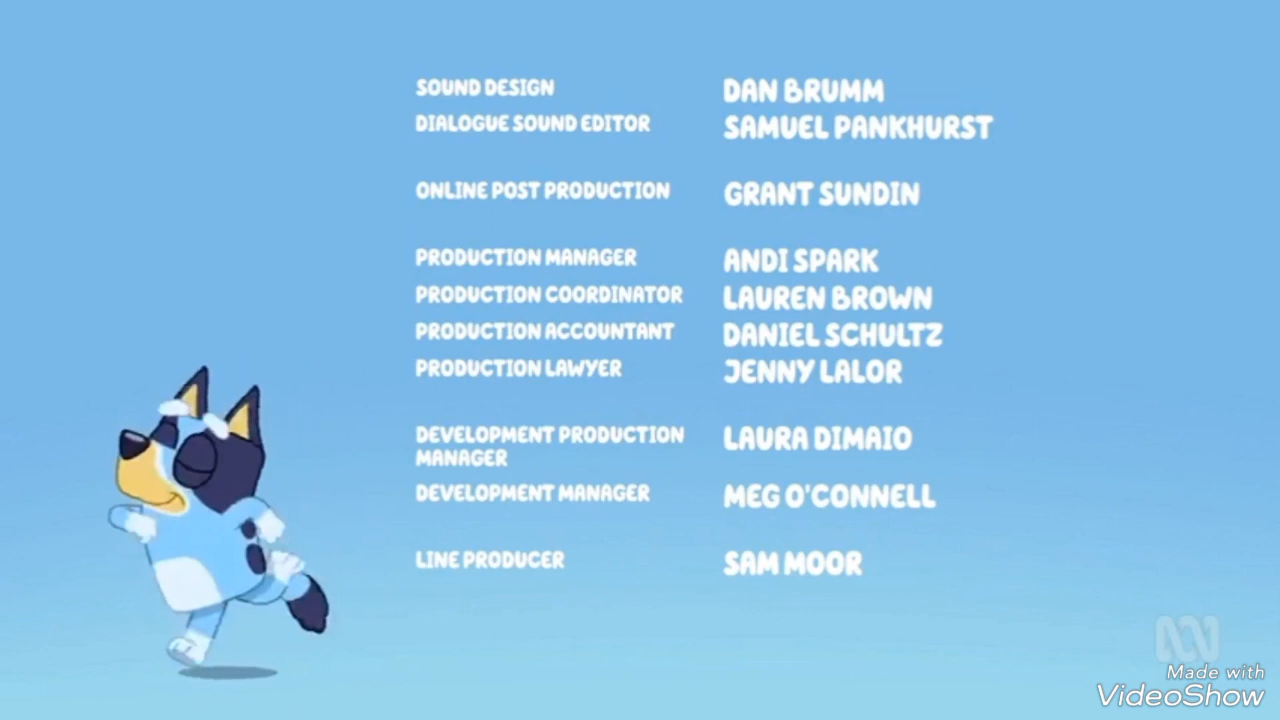 SOUND DESIGN DAN BRUMM
DIALOGUE SOUND EDITOR SAMUEL PANKHURST
ONLINE POST PRODUCTION GRANT SUNDIN
PRODUCTION MANAGER ANDI SPARK
PRODUCTION COORDINATOR LAUREN BROWN
PRODUCTION ACCOUNTANT DANIEL SCHULTZ
PRODUCTION LAWYER JENNY LALOR
DEVELOPMENT PRODUCTION LAURA DIMAIO
MANAGER
DEVELOPMENT MANAGER MEG O'CONNELL
LINE PRODUCER SAM MOOR
Made with
VideoShow